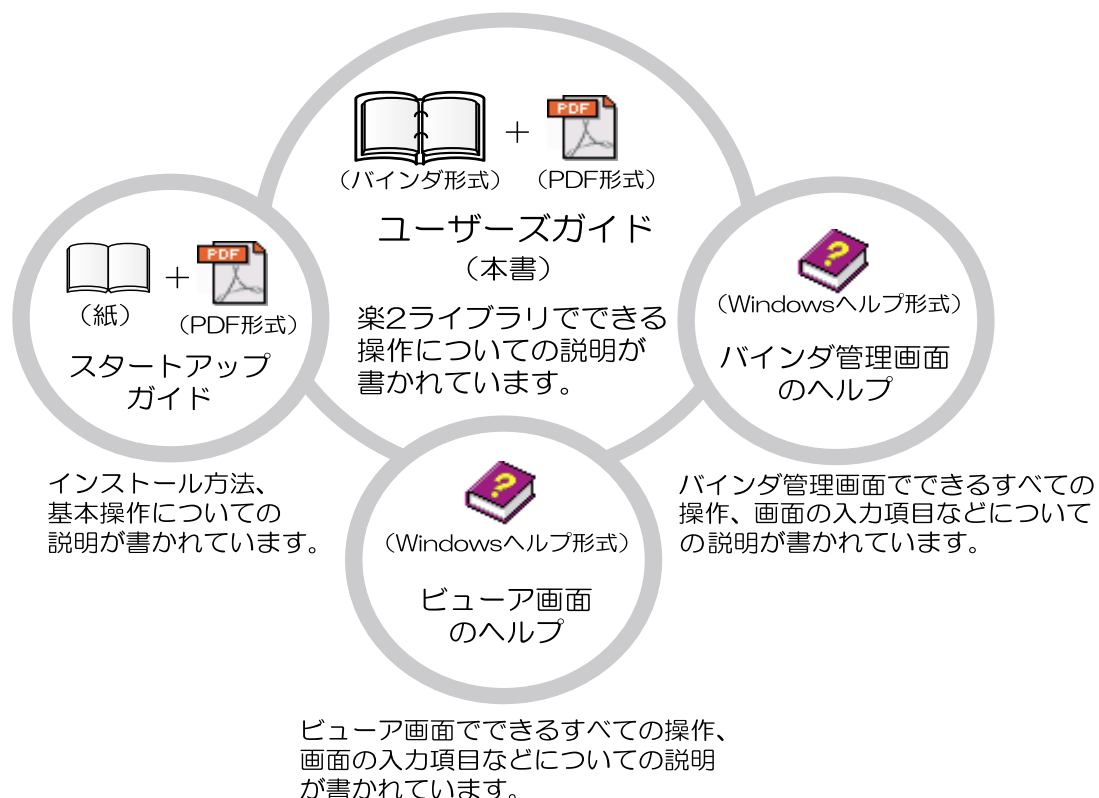 PDF
＋
（バインダ形式）
（PDF形式）
ユーザーズガイド
（本書）
楽2ライブラリでできる
操作についての説明が
書かれています。
PDF
＋
（紙）
（PDF形式）
スタートアップ
ガイド
インストール方法、
基本操作についての
説明が書かれています。
?
（Windowsヘルプ形式）
バインダ管理画面
のヘルプ
バインダ管理画面でできるすべての
操作、画面の入力項目などについて
の説明が書かれています。
?
（Windowsヘルプ形式）
ビューア画面
のヘルプ
ビューア画面でできるすべての操作、
画面の入力項目などについての説明
が書かれています。